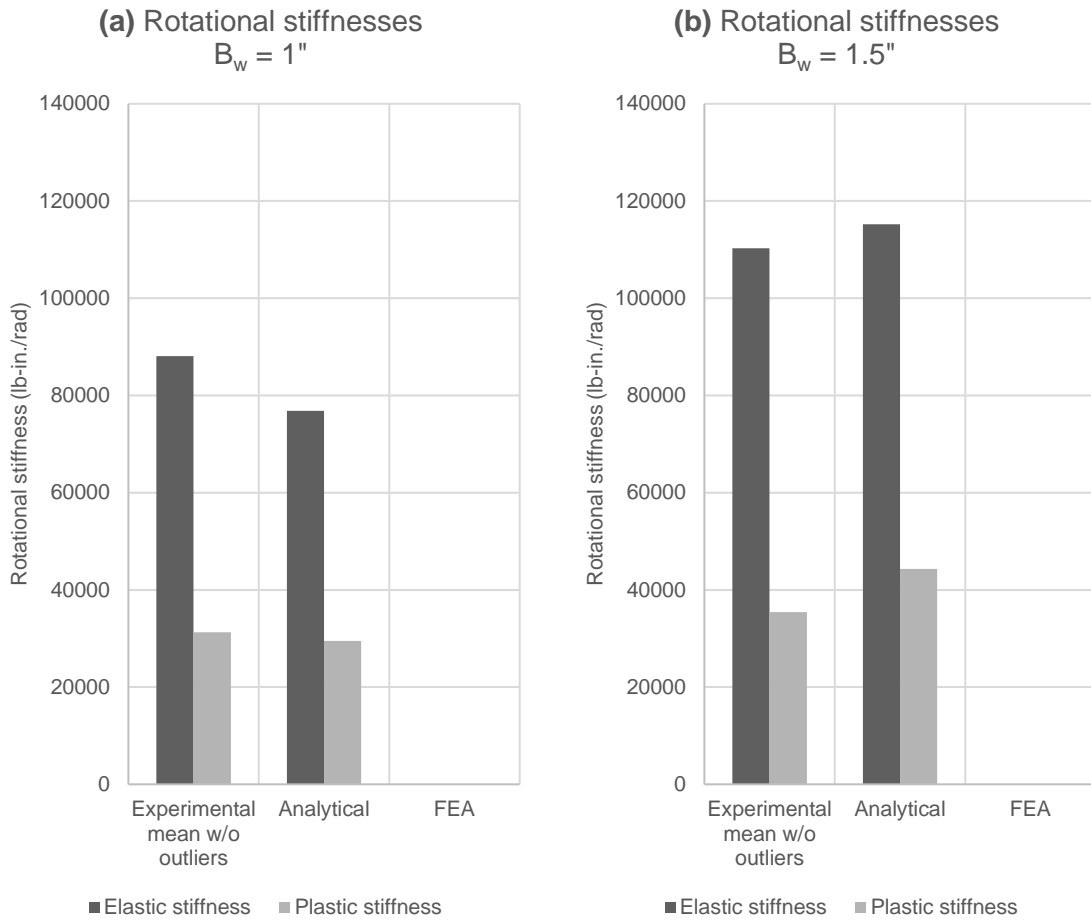 (a) Rotational stiffnesses
B_w = 1"
140000
120000
100000
80000
60000
40000
20000
0
Rotational stiffness (lb-in./rad)
Experimental
mean w/o
outliers
Analytical
FEA
Elastic stiffness
Plastic stiffness
(b) Rotational stiffnesses
B_w = 1.5"
140000
120000
100000
80000
60000
40000
20000
0
Rotational stiffness (lb-in./rad)
Experimental
mean w/o
outliers
Analytical
FEA
Elastic stiffness
Plastic stiffness